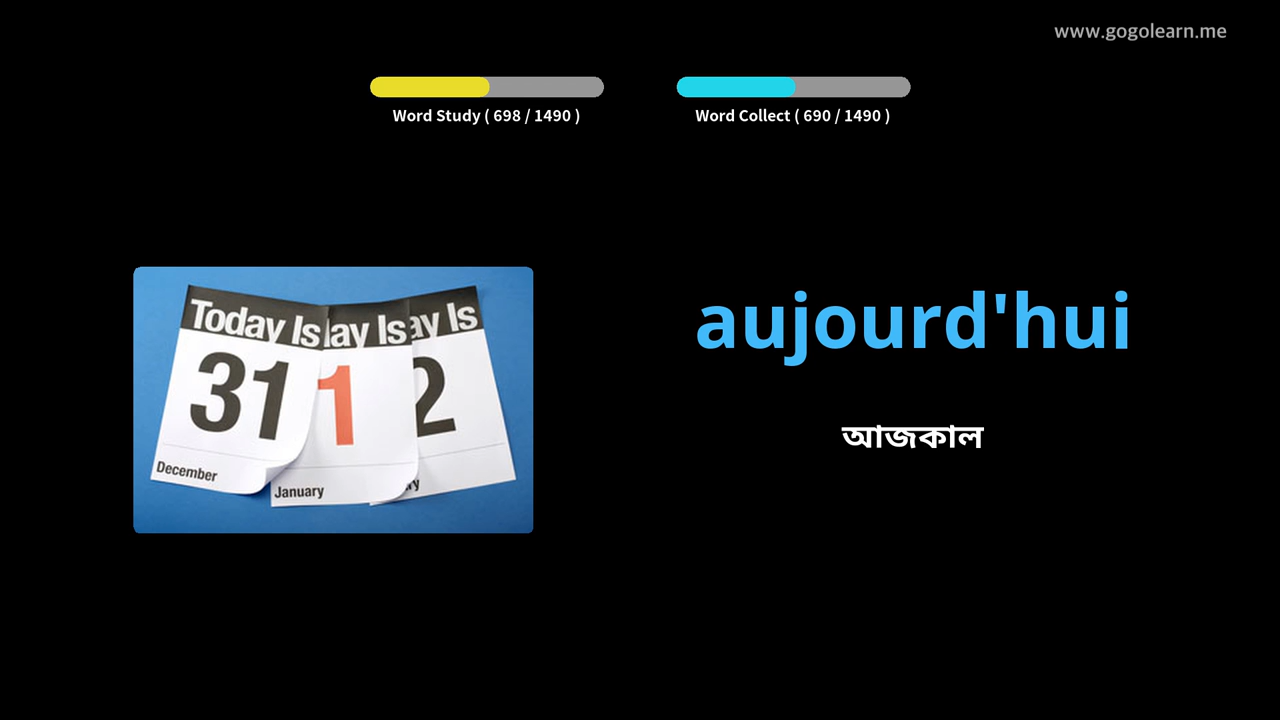 www.gogolearn.me
Word Study ( 698 / 1490 )
Word Collect ( 690 / 1490 )
Today Is
31
December
lay Is
1
January
ay Is
2
ry
aujourd'hui
আজকাল